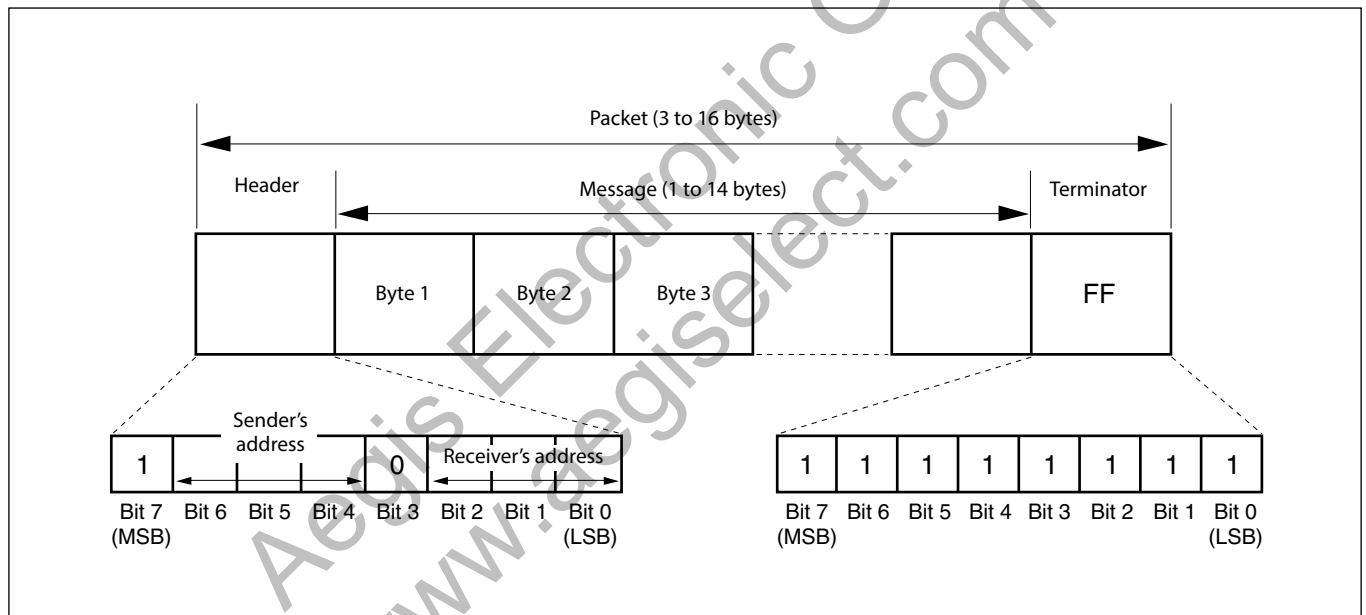 Packet (3 to 16 bytes)
Header
Message (1 to 14 bytes)
Terminator
Byte 1
Byte 2
Byte 3
FF
Sender's
address
1
0
Receiver's address
Bit 7
(MSB)
Bit 6
Bit 5
Bit 4
Bit 3
Bit 2
Bit 1
Bit 0
(LSB)
1 1 1 1 1 1 1 1
Bit 7
(MSB)
Bit 6
Bit 5
Bit 4
Bit 3
Bit 2
Bit 1
Bit 0
(LSB)
Aegis Electronic
www.aegiselect.com